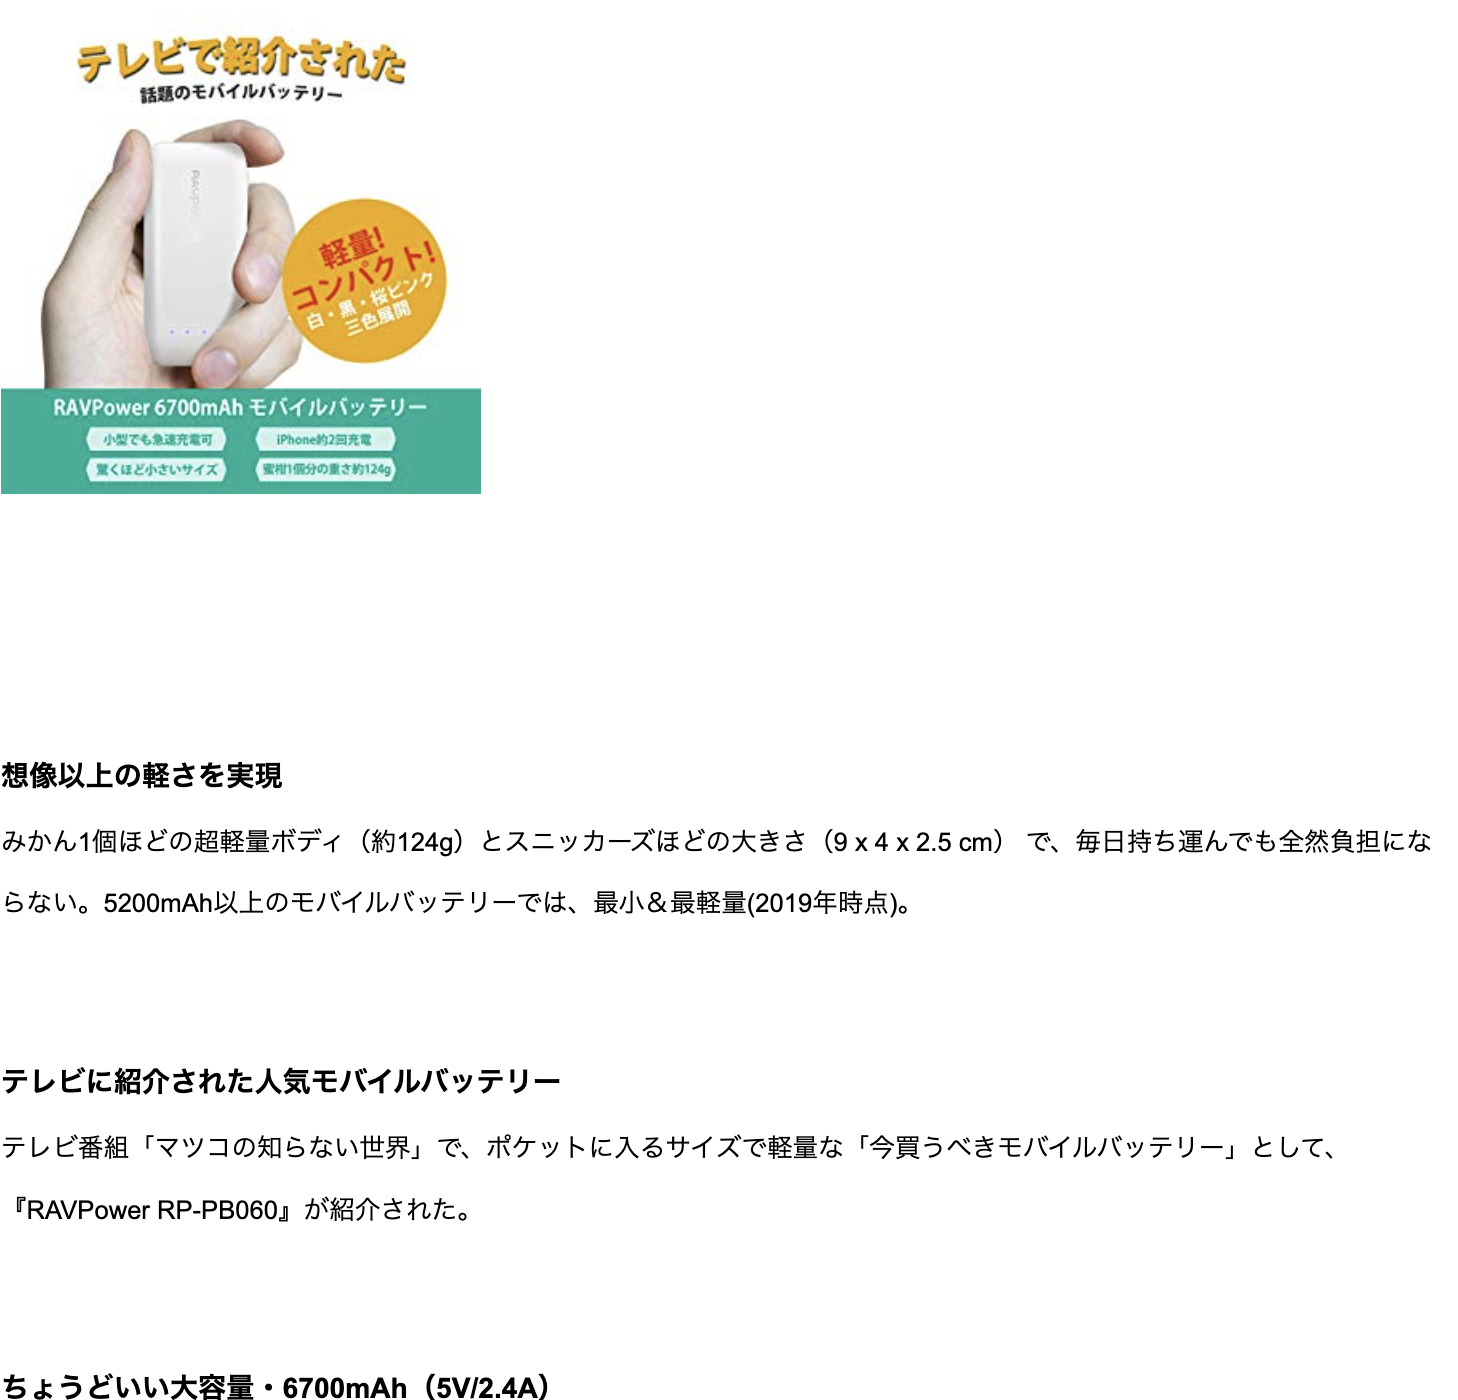 テレビで紹介された
話題のモバイルバッテリー
RAVPower
軽量!
コンパクト!
白・黒・桜ピンク
三色展開
RAVPower 6700mAh モバイルバッテリー
小型でも急速充電可
iPhone約2回充電
驚くほど小さいサイズ
蜜柑1個分の重さ約124g
想像以上の軽さを実現
みかん1個ほどの超軽量ボディ（約124g）とスニッカーズほどの大きさ（9 x 4 x 2.5 cm） で、毎日持ち運んでも全然負担にな
らない。5200mAh以上のモバイルバッテリーでは、最小＆最軽量(2019年時点)。
テレビに紹介された人気モバイルバッテリー
テレビ番組「マツコの知らない世界」で、ポケットに入るサイズで軽量な「今買うべきモバイルバッテリー」として、
『RAVPower RP-PB060』が紹介された。
ちょうどいい大容量・6700mAh（5V/2.4A）